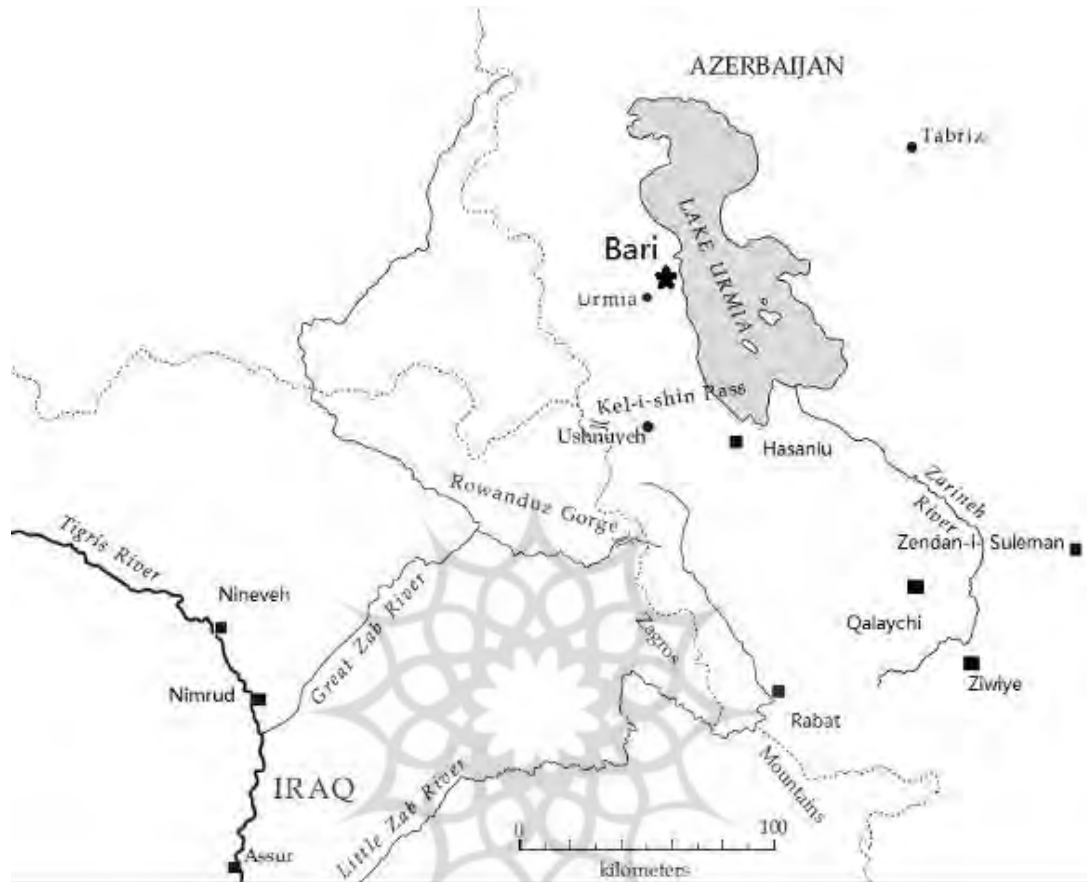 AZERBAIJAN
Tabriz
LAKE URMIA
Bari
Urmia
Kel-i-shin Pass
Ushnuyeh
Hasanlu
Zarineh
River
Rowanduz Gorge
Zendan-i- Suleman
Tigris River
Nineveh
Great Zab River
Zagros
Qalaychi
Ziwiye
Nimrud
Rabat
Mountains
IRAQ
Little Zab River
0 100
kilometers
Assur